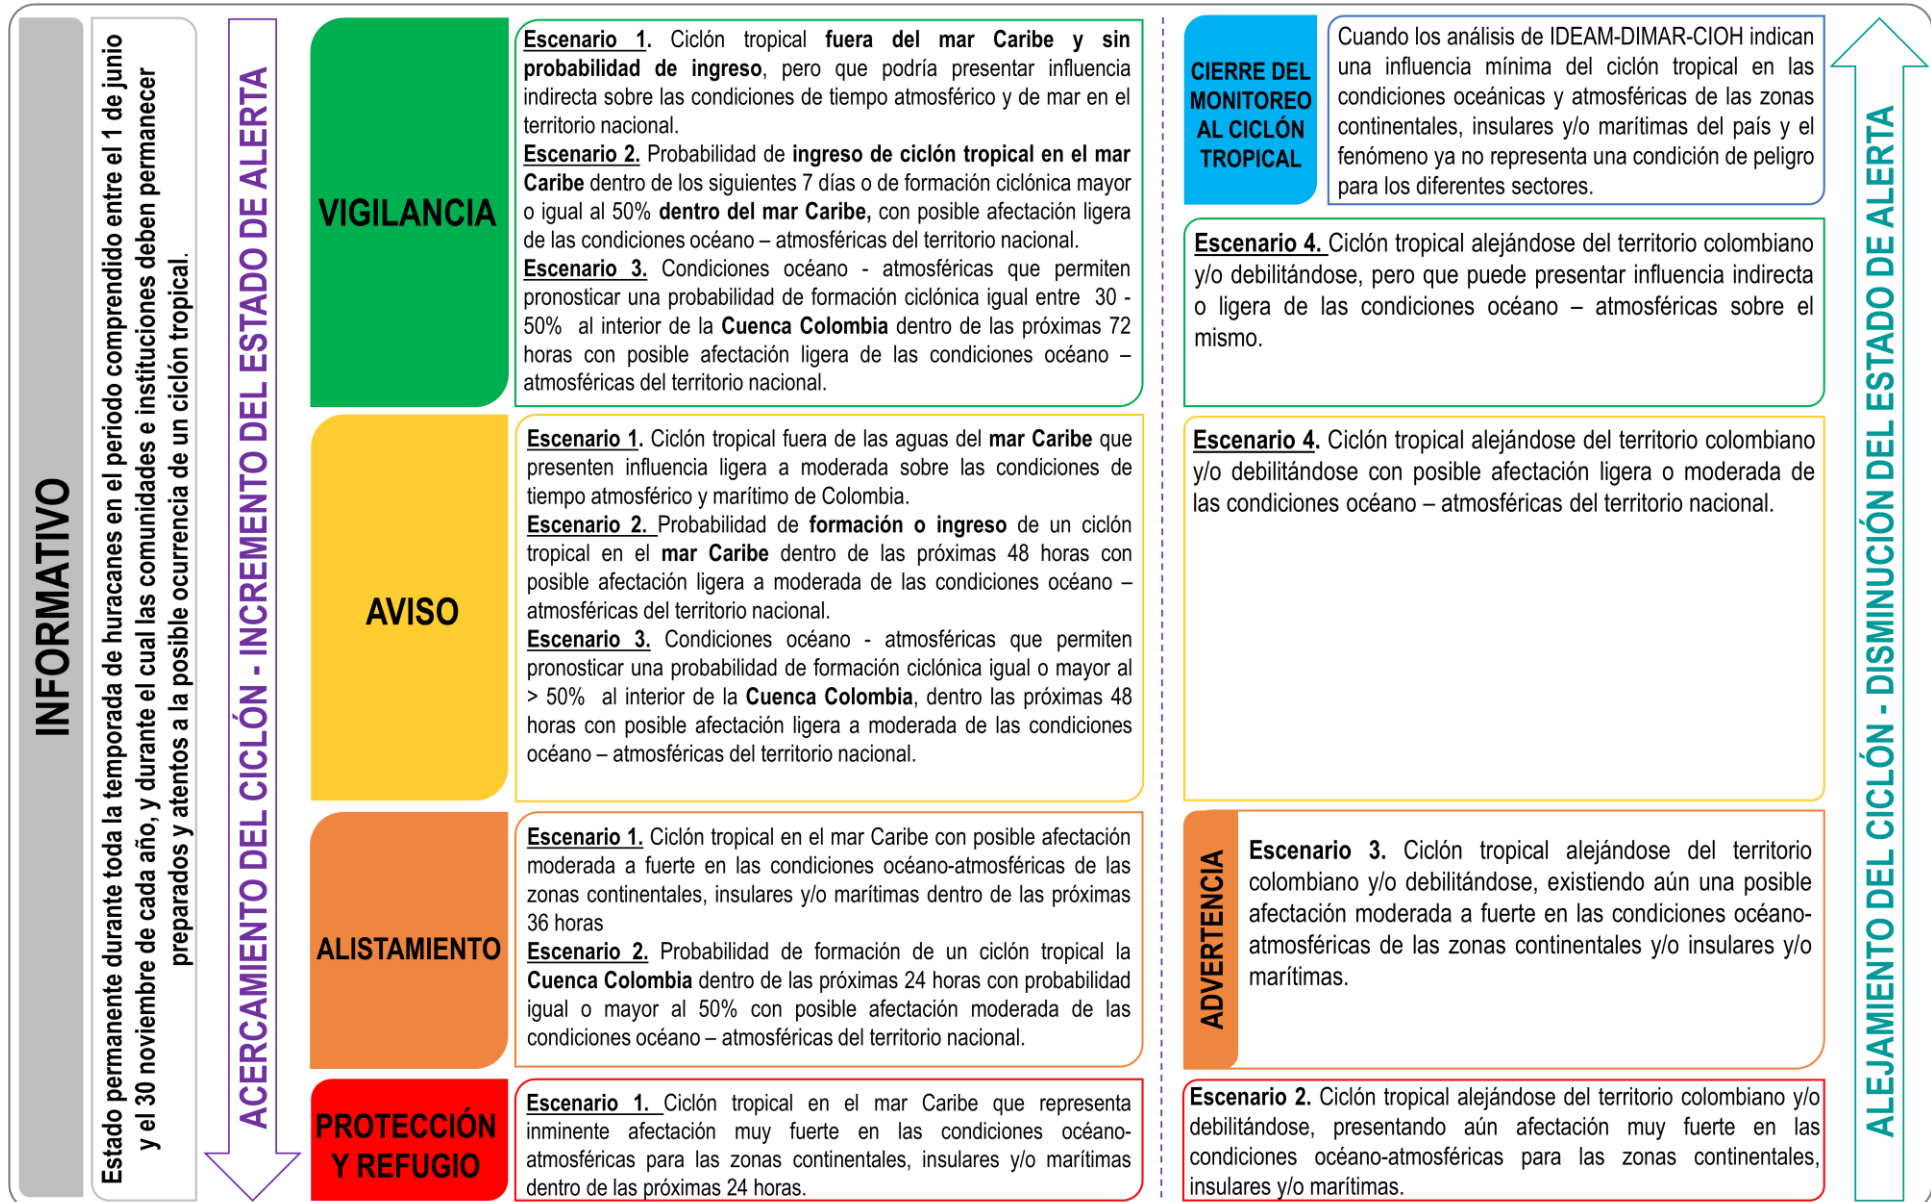 INFORMATIVO
Estado permanente durante toda la temporada de huracanes en el periodo comprendido entre el 1 de junio
y el 30 noviembre de cada año, y durante el cual las comunidades e instituciones deben permanecer
preparados y atentos a la posible ocurrencia de un ciclón tropical.
ACERCAMIENTO DEL CICLÓN - INCREMENTO DEL ESTADO DE ALERTA
VIGILANCIA
Escenario 1. Ciclón tropical fuera del mar Caribe y sin
probabilidad de ingreso, pero que podría presentar influencia
indirecta sobre las condiciones de tiempo atmosférico y de mar en el
territorio nacional.
Escenario 2. Probabilidad de ingreso de ciclón tropical en el mar
Caribe dentro de los siguientes 7 días o de formación ciclónica mayor
o igual al 50% dentro del mar Caribe, con posible afectación ligera
de las condiciones océano – atmosféricas del territorio nacional.
Escenario 3. Condiciones océano - atmosféricas que permiten
pronosticar una probabilidad de formación ciclónica igual entre 30 -
50% al interior de la Cuenca Colombia dentro de las próximas 72
horas con posible afectación ligera de las condiciones océano –
atmosféricas del territorio nacional.
AVISO
Escenario 1. Ciclón tropical fuera de las aguas del mar Caribe que
presenten influencia ligera a moderada sobre las condiciones de
tiempo atmosférico y marítimo de Colombia.
Escenario 2. Probabilidad de formación o ingreso de un ciclón
tropical en el mar Caribe dentro de las próximas 48 horas con
posible afectación ligera a moderada de las condiciones océano –
atmosféricas del territorio nacional.
Escenario 3. Condiciones océano - atmosféricas que permiten
pronosticar una probabilidad de formación ciclónica igual o mayor al
> 50% al interior de la Cuenca Colombia, dentro las próximas 48
horas con posible afectación ligera a moderada de las condiciones
océano – atmosféricas del territorio nacional.
ALISTAMIENTO
Escenario 1. Ciclón tropical en el mar Caribe con posible afectación
moderada a fuerte en las condiciones océano-atmosféricas de las
zonas continentales, insulares y/o marítimas dentro de las próximas
36 horas
Escenario 2. Probabilidad de formación de un ciclón tropical la
Cuenca Colombia dentro de las próximas 24 horas con probabilidad
igual o mayor al 50% con posible afectación moderada de las
condiciones océano – atmosféricas del territorio nacional.
PROTECCIÓN
Y REFUGIO
Escenario 1. Ciclón tropical en el mar Caribe que representa
inminente afectación muy fuerte en las condiciones océano-
atmosféricas para las zonas continentales, insulares y/o marítimas
dentro de las próximas 24 horas.
CIERRE DEL
MONITOREO
AL CICLÓN
TROPICAL
Cuando los análisis de IDEAM-DIMAR-CIOH indican
una influencia mínima del ciclón tropical en las
condiciones oceánicas y atmosféricas de las zonas
continentales, insulares y/o marítimas del país y el
fenómeno ya no representa una condición de peligro
para los diferentes sectores.
Escenario 4. Ciclón tropical alejándose del territorio colombiano
y/o debilitándose, pero que puede presentar influencia indirecta
o ligera de las condiciones océano – atmosféricas sobre el
mismo.
Escenario 4. Ciclón tropical alejándose del territorio colombiano
y/o debilitándose con posible afectación ligera o moderada de
las condiciones océano – atmosféricas del territorio nacional.
ADVERTENCIA
Escenario 3. Ciclón tropical alejándose del territorio
colombiano y/o debilitándose, existiendo aún una posible
afectación moderada a fuerte en las condiciones océano-
atmosféricas de las zonas continentales y/o insulares y/o
marítimas.
Escenario 2. Ciclón tropical alejándose del territorio colombiano y/o
debilitándose, presentando aún afectación muy fuerte en las
condiciones océano-atmosféricas para las zonas continentales,
insulares y/o marítimas.
ALEJAMIENTO DEL CICLÓN - DISMINUCIÓN DEL ESTADO DE ALERTA